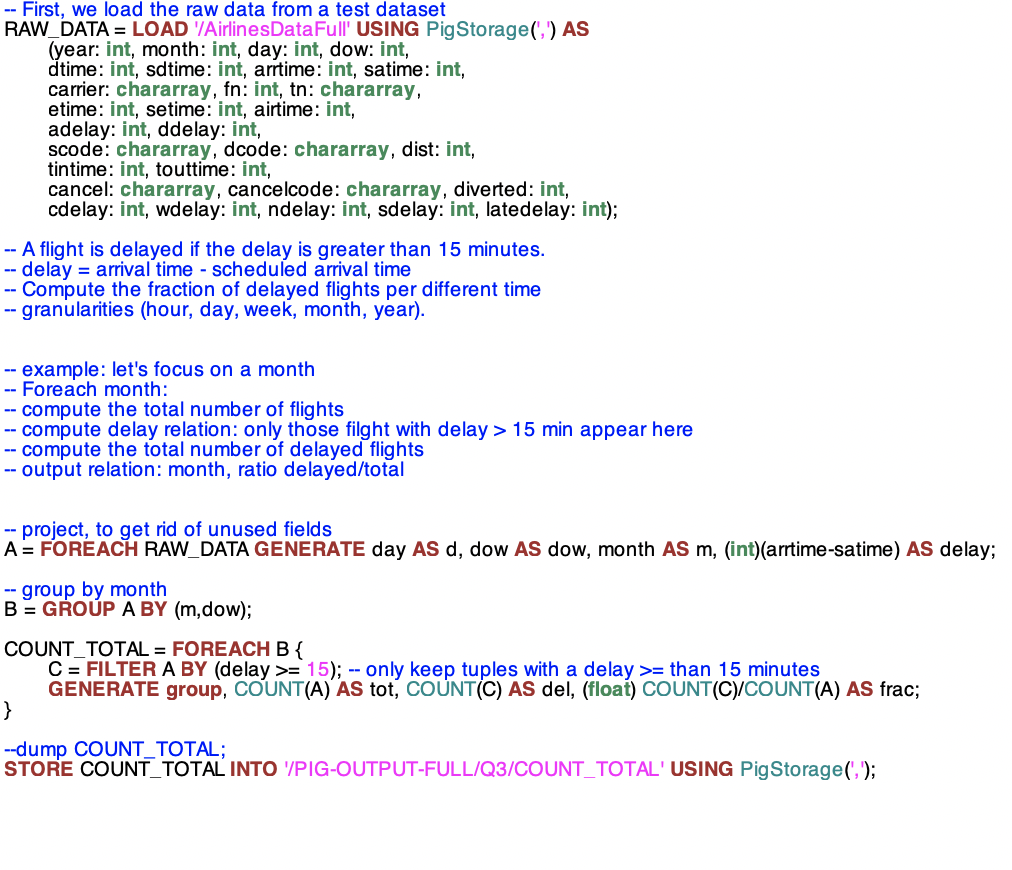 -- First, we load the raw data from a test dataset
RAW_DATA = LOAD '/AirlinesDataFull' USING PigStorage(',') AS
(year: int, month: int, day: int, dow: int,
dtime: int, sdtime: int, arrtime: int, satime: int,
carrier: chararray, fn: int, tn: chararray,
etime: int, setime: int, airtime: int,
adelay: int, ddelay: int,
scode: chararray, dcode: chararray, dist: int,
tintime: int, touttime: int,
cancel: chararray, cancelcode: chararray, diverted: int,
cdelay: int, wdelay: int, ndelay: int, sdelay: int, latedelay: int);
-- A flight is delayed if the delay is greater than 15 minutes.
-- delay = arrival time - scheduled arrival time
-- Compute the fraction of delayed flights per different time
-- granularities (hour, day, week, month, year).
-- example: let's focus on a month
-- Foreach month:
-- compute the total number of flights
-- compute delay relation: only those filght with delay > 15 min appear here
-- compute the total number of delayed flights
-- output relation: month, ratio delayed/total
-- project, to get rid of unused fields
A = FOREACH RAW_DATA GENERATE day AS d, dow AS dow, month AS m, (int)(arrtime-satime) AS delay;
-- group by month
B = GROUP A BY (m,dow);
COUNT_TOTAL = FOREACH B {
C = FILTER A BY (delay >= 15); -- only keep tuples with a delay >= than 15 minutes
GENERATE group, COUNT(A) AS tot, COUNT(C) AS del, (float) COUNT(C)/COUNT(A) AS frac;
}
--dump COUNT_TOTAL;
STORE COUNT_TOTAL INTO '/PIG-OUTPUT-FULL/Q3/COUNT_TOTAL' USING PigStorage(',');